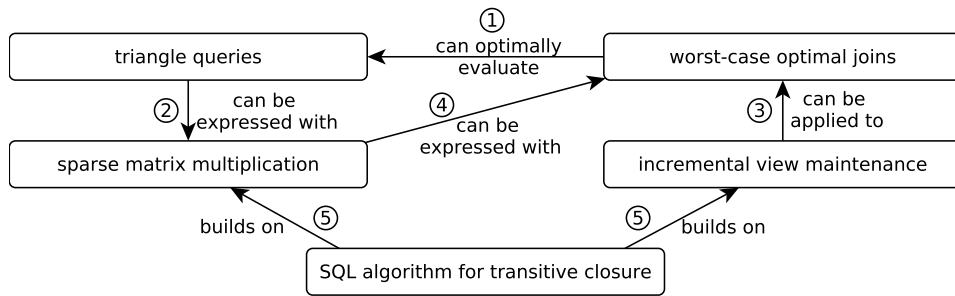 ①
can optimally
evaluate
triangle queries
worst-case optimal joins
②
can be
expressed with
④
can be
expressed with
③
can be
applied to
sparse matrix multiplication
incremental view maintenance
⑤
builds on
⑤
builds on
SQL algorithm for transitive closure